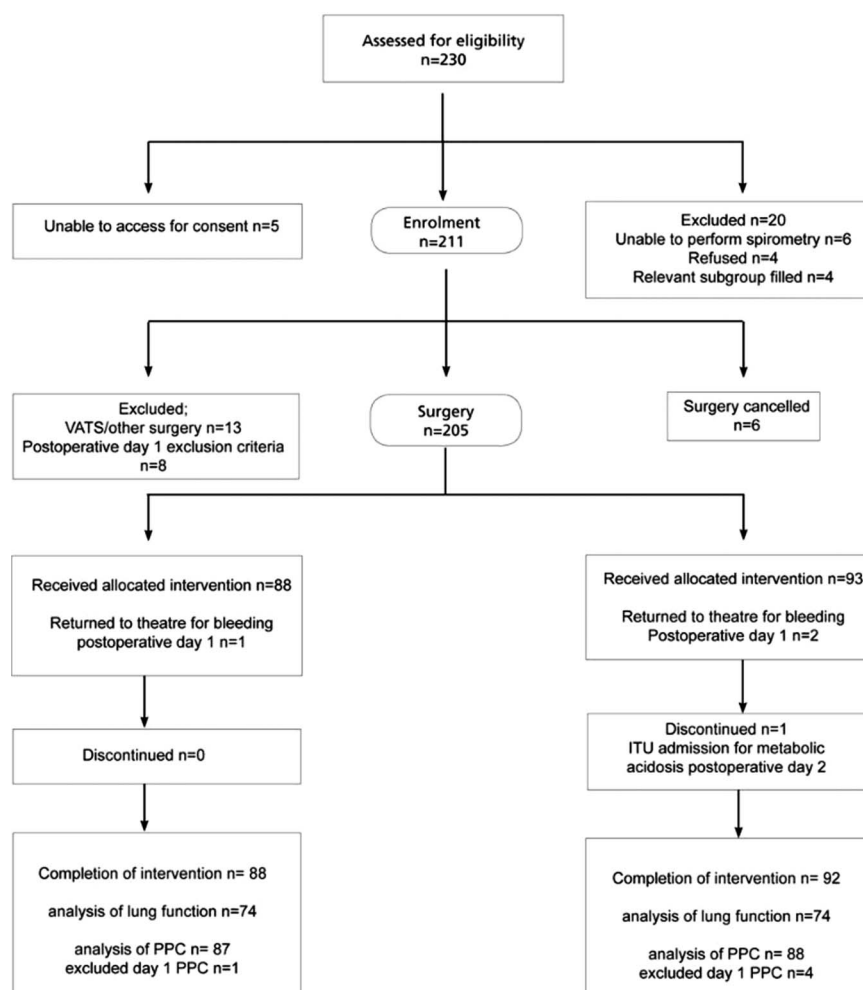 Assessed for eligibility
n=230
Unable to access for consent n=5
Enrolment
n=211
Excluded n=20
Unable to perform spirometry n=6
Refused n=4
Relevant subgroup filled n=4
Excluded;
VATS/other surgery n=13
Postoperative day 1 exclusion criteria
n=8
Surgery
n=205
Surgery cancelled
n=6
Received allocated intervention n=88
Returned to theatre for bleeding
postoperative day 1 n=1
Received allocated intervention n=93
Returned to theatre for bleeding
Postoperative day 1 n=2
Discontinued n=0
Discontinued n=1
ITU admission for metabolic
acidosis postoperative day 2
Completion of intervention n= 88
analysis of lung function n=74
analysis of PPC n= 87
excluded day 1 PPC n=1
Completion of intervention n= 92
analysis of lung function n=74
analysis of PPC n= 88
excluded day 1 PPC n=4